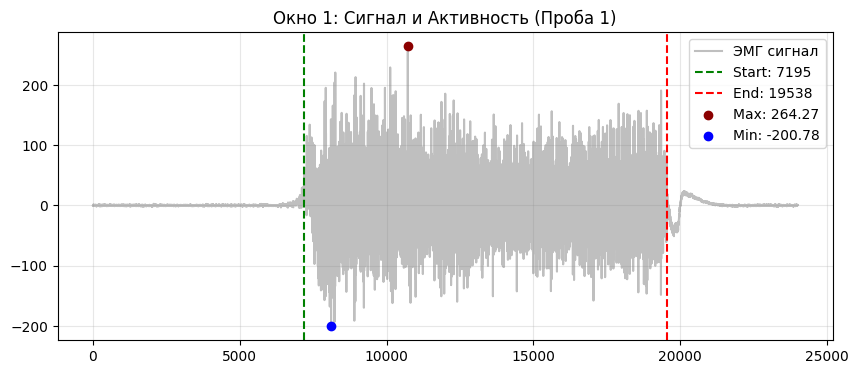 Окно 1: Сигнал и Активность (Проба 1)
ЭМГ сигнал
Start: 7195
End: 19538
Max: 264.27
Min: -200.78
200
100
0
−100
−200
0 5000 10000 15000 20000 25000